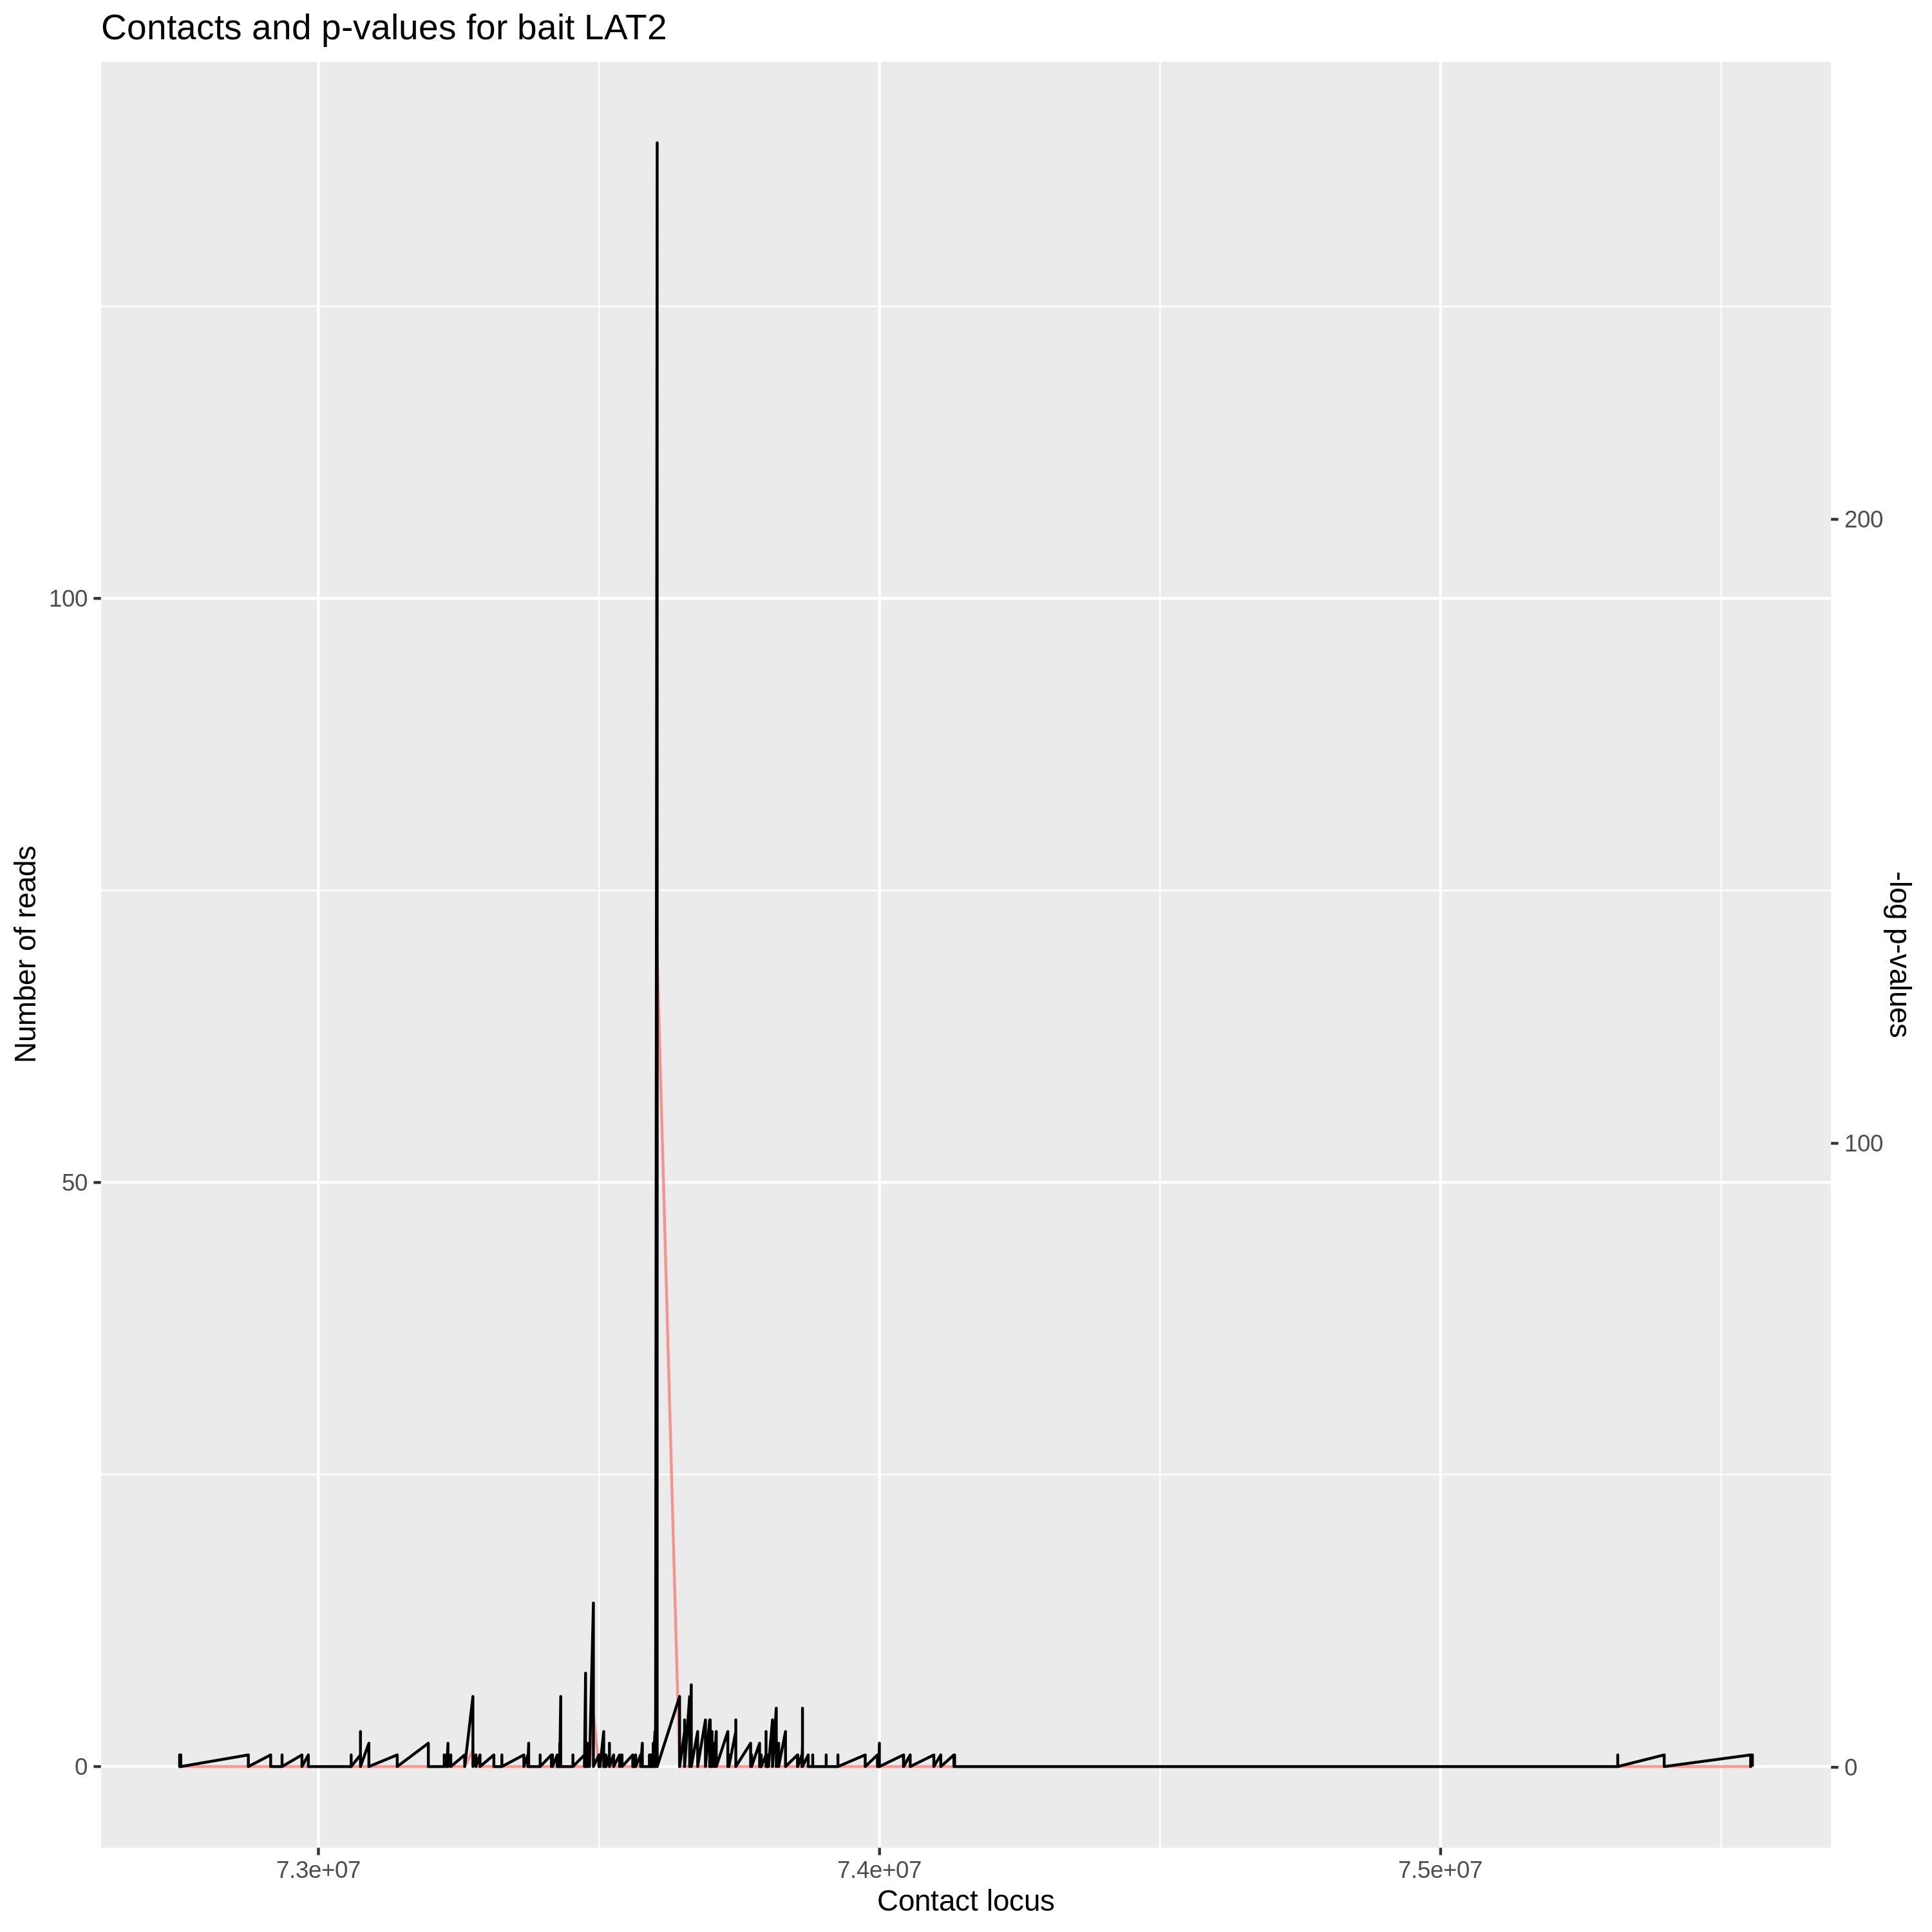 Contacts and p-values for bait LAT2
Number of reads
100
50
0
200
100
0
-log p-values
7.3e+07 7.4e+07 7.5e+07
Contact locus